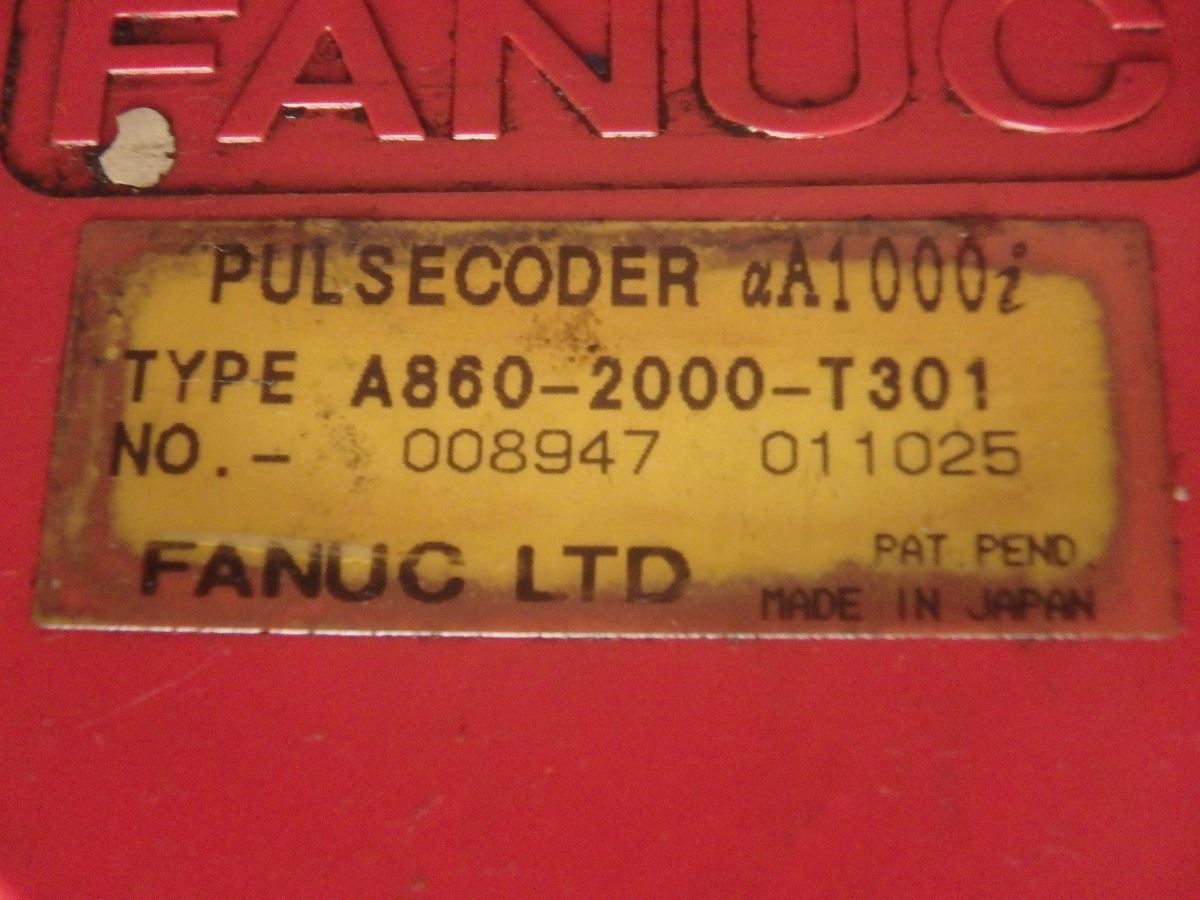 FANUC
PULSECODER αA1000i
TYPE A860-2000-T301
NO.- 008947 011025
FANUC LTD
PAT.PEND.
MADE IN JAPAN